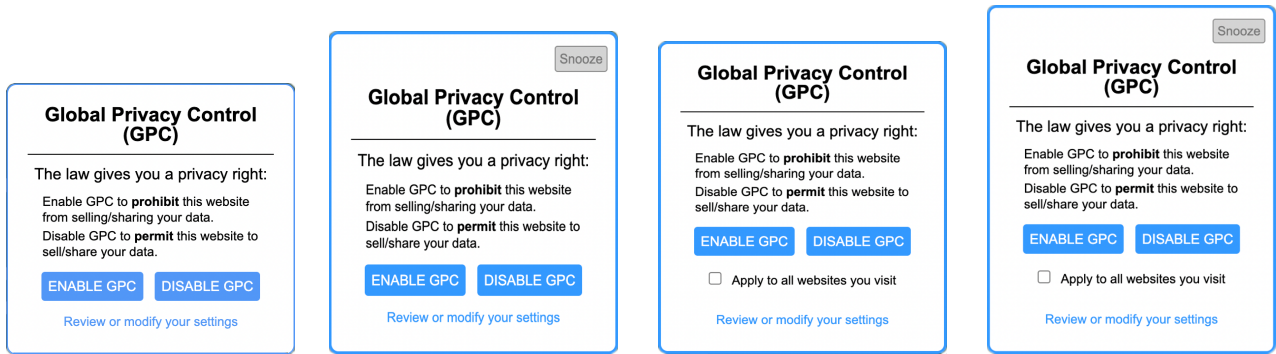 Global Privacy Control
(GPC)
The law gives you a privacy right:
Enable GPC to prohibit this website
from selling/sharing your data.
Disable GPC to permit this website to
sell/share your data.
ENABLE GPC
DISABLE GPC
Review or modify your settings
Snooze
Global Privacy Control
(GPC)
The law gives you a privacy right:
Enable GPC to prohibit this website
from selling/sharing your data.
Disable GPC to permit this website to
sell/share your data.
ENABLE GPC
DISABLE GPC
Review or modify your settings
Global Privacy Control
(GPC)
The law gives you a privacy right:
Enable GPC to prohibit this website
from selling/sharing your data.
Disable GPC to permit this website to
sell/share your data.
ENABLE GPC
DISABLE GPC
Apply to all websites you visit
Review or modify your settings
Snooze
Global Privacy Control
(GPC)
The law gives you a privacy right:
Enable GPC to prohibit this website
from selling/sharing your data.
Disable GPC to permit this website to
sell/share your data.
ENABLE GPC
DISABLE GPC
Apply to all websites you visit
Review or modify your settings